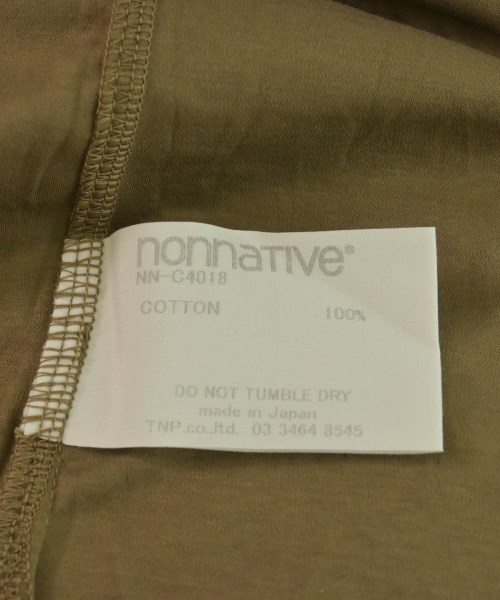 nonnative®
NN-C4018
COTTON 100%
DO NOT TUMBLE DRY
made in Japan
TNP.co.,ltd. 03 3464 8545